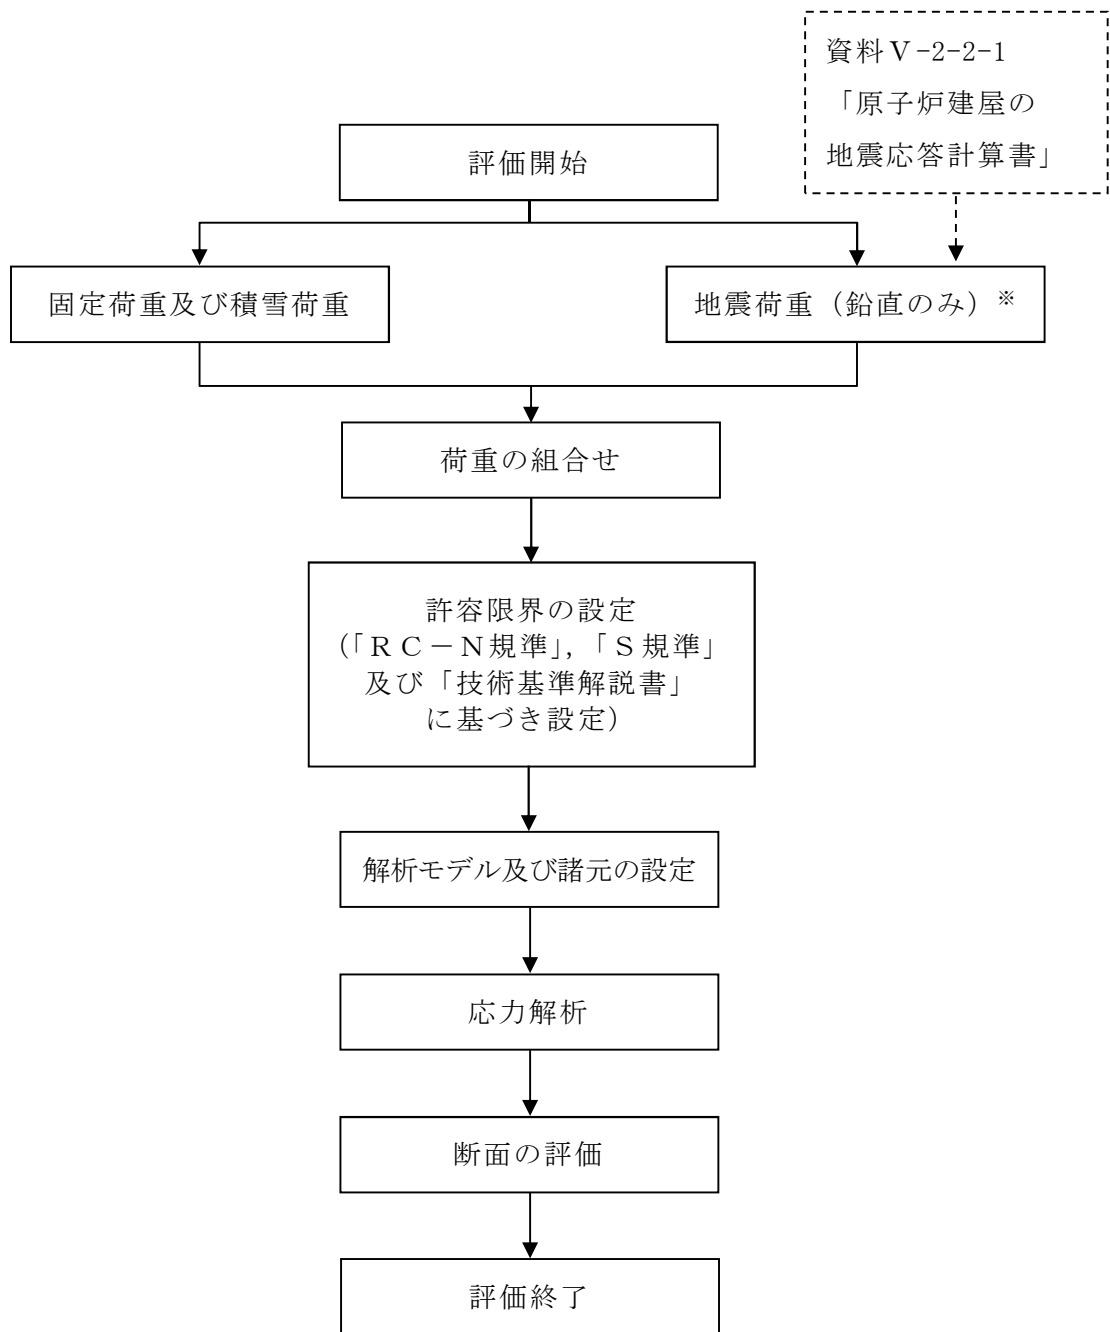 資料Ⅴ-2-2-1
「原子炉建屋の
地震応答計算書」
評価開始
固定荷重及び積雪荷重
地震荷重（鉛直のみ）※
荷重の組合せ
許容限界の設定
(「ＲＣ－Ｎ規準」，「Ｓ規準」
及び「技術基準解説書」
に基づき設定）
解析モデル及び諸元の設定
応力解析
断面の評価
評価終了